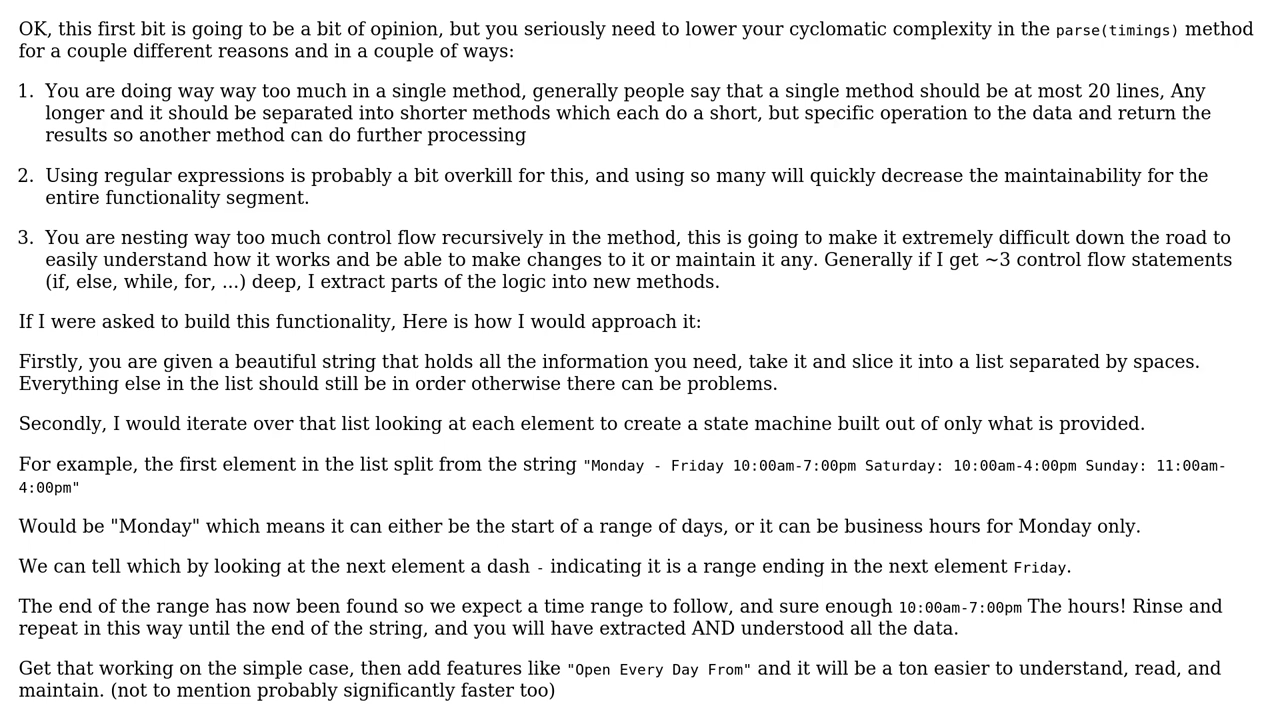 OK, this first bit is going to be a bit of opinion, but you seriously need to lower your cyclomatic complexity in the parse(timings) method
for a couple different reasons and in a couple of ways:
1. You are doing way way too much in a single method, generally people say that a single method should be at most 20 lines, Any
longer and it should be separated into shorter methods which each do a short, but specific operation to the data and return the
results so another method can do further processing
2. Using regular expressions is probably a bit overkill for this, and using so many will quickly decrease the maintainability for the
entire functionality segment.
3. You are nesting way too much control flow recursively in the method, this is going to make it extremely difficult down the road to
easily understand how it works and be able to make changes to it or maintain it any. Generally if I get ~3 control flow statements
(if, else, while, for, ...) deep, I extract parts of the logic into new methods.
If I were asked to build this functionality, Here is how I would approach it:
Firstly, you are given a beautiful string that holds all the information you need, take it and slice it into a list separated by spaces.
Everything else in the list should still be in order otherwise there can be problems.
Secondly, I would iterate over that list looking at each element to create a state machine built out of only what is provided.
For example, the first element in the list split from the string "Monday - Friday 10:00am-7:00pm Saturday: 10:00am-4:00pm Sunday: 11:00am-
4:00pm"
Would be "Monday" which means it can either be the start of a range of days, or it can be business hours for Monday only.
We can tell which by looking at the next element a dash - indicating it is a range ending in the next element Friday.
The end of the range has now been found so we expect a time range to follow, and sure enough 10:00am-7:00pm The hours! Rinse and
repeat in this way until the end of the string, and you will have extracted AND understood all the data.
Get that working on the simple case, then add features like "Open Every Day From" and it will be a ton easier to understand, read, and
maintain. (not to mention probably significantly faster too)